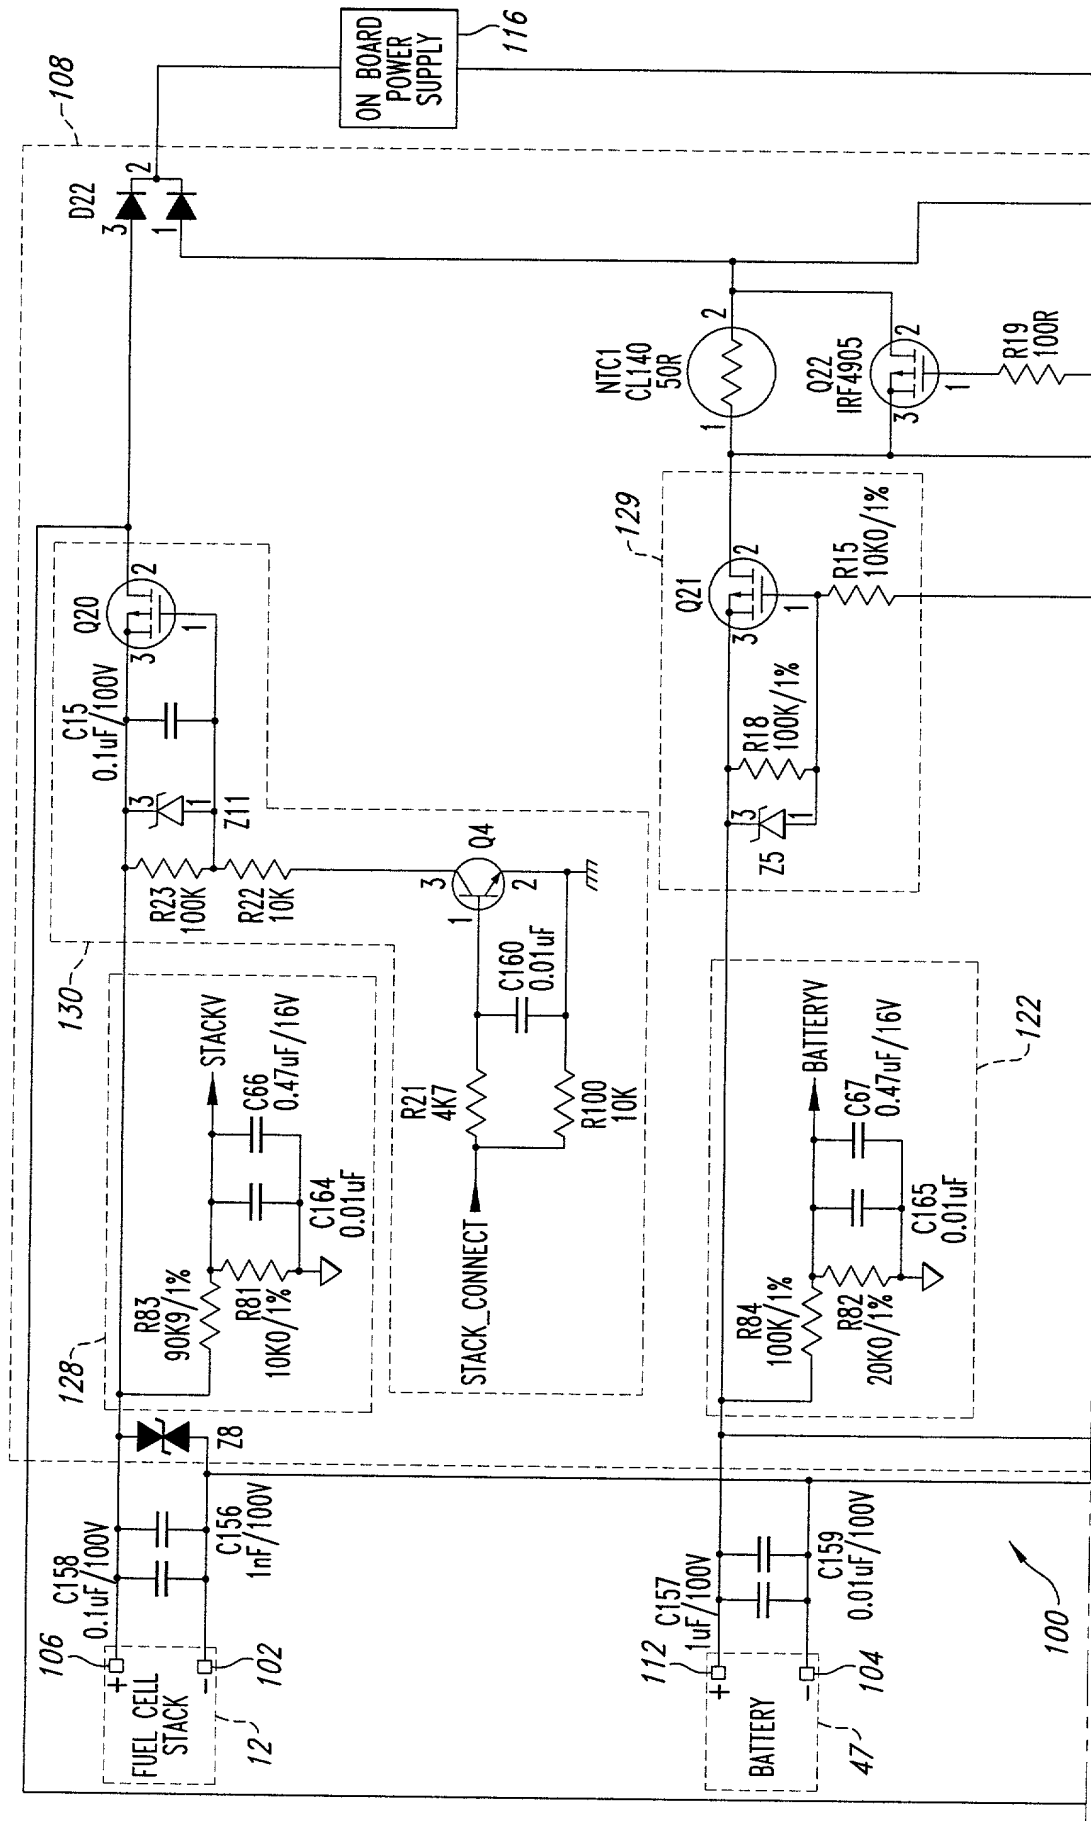 108
116
ON BOARD
POWER
SUPPLY
D22
3
2
1
NTC1
CL140
50R
1
2
Q22
IRF4905
3
2
1
R19
100R
129
Q21
3
2
1
R15
10K0/1%
R18
100K/1%
Z5
3
1
Q20
3
2
1
C15
0.1uF/100V
Z11
3
1
R23
100K
R22
10K
Q4
3
1
2
C160
0.01uF
R21
4K7
R100
10K
STACK_CONNECT
130
128
STACKV
C66
0.47uF/16V
C164
0.01uF
R83
90K9/1%
R81
10K0/1%
122
BATTERYV
C67
0.47uF/16V
C165
0.01uF
R84
100K/1%
R82
20K0/1%
Z8
C158
0.1uF/100V
C156
1nF/100V
106
+
-
102
FUEL CELL
STACK
12
C157
1uF/100V
C159
0.01uF/100V
112
+
-
104
BATTERY
47
100